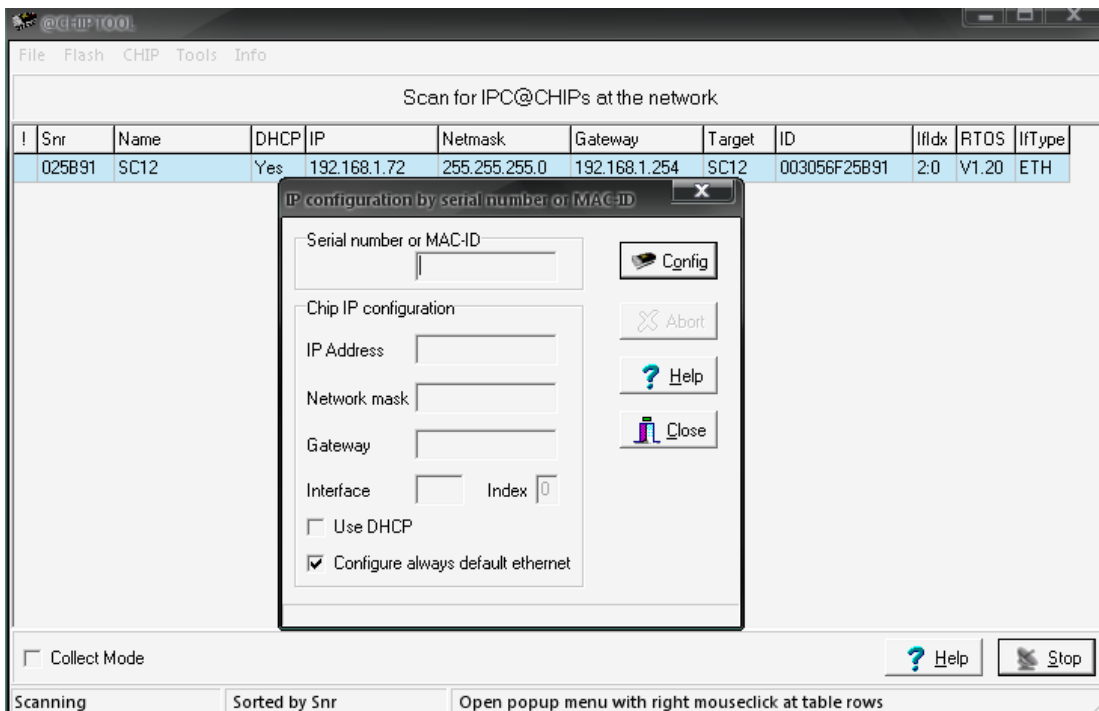 @CHIPTOOL
File Flash CHIP Tools Info
Scan for IPC@CHIPs at the network
! Snr Name DHCP IP Netmask Gateway Target ID IfIdx RTOS IfType
025B91 SC12 Yes 192.168.1.72 255.255.255.0 192.168.1.254 SC12 003056F25B91 2:0 V1.20 ETH
IP configuration by serial number or MAC-ID
Serial number or MAC-ID
Config
Chip IP configuration
Abort
IP Address
Help
Network mask
Close
Gateway
Interface Index 0
Use DHCP
Configure always default ethernet
Collect Mode Help Stop
Scanning Sorted by Snr Open popup menu with right mouseclick at table rows